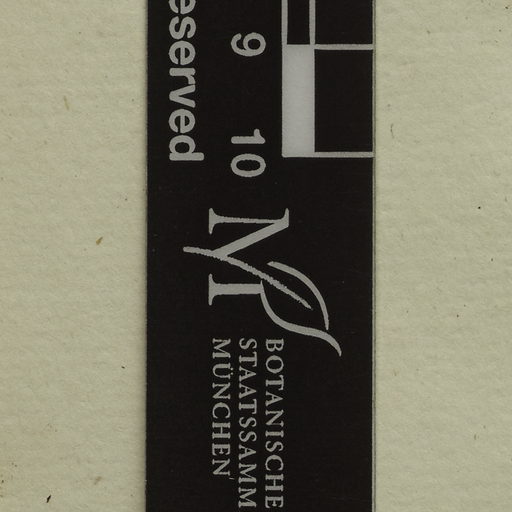 eserved
9 10
M
BOTANISCHE
STAATSSAMM
MÜNCHEN